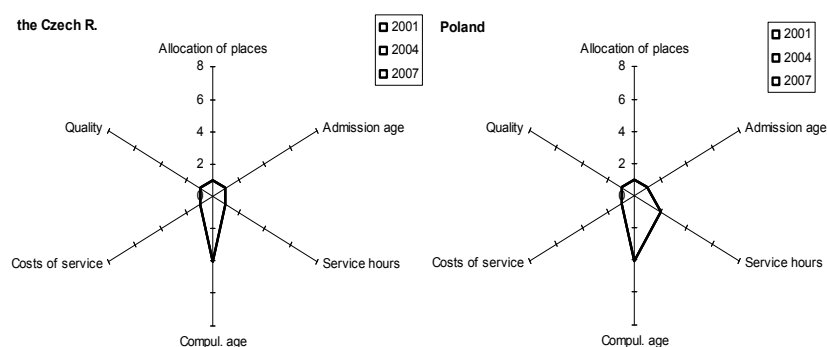 the Czech R.
2001
2004
2007
Allocation of places
8
6
4
2
0
Quality
Admission age
Costs of service
Service hours
Compul. age
Poland
2001
2004
2007
Allocation of places
8
6
4
2
0
Quality
Admission age
Costs of service
Service hours
Compul. age